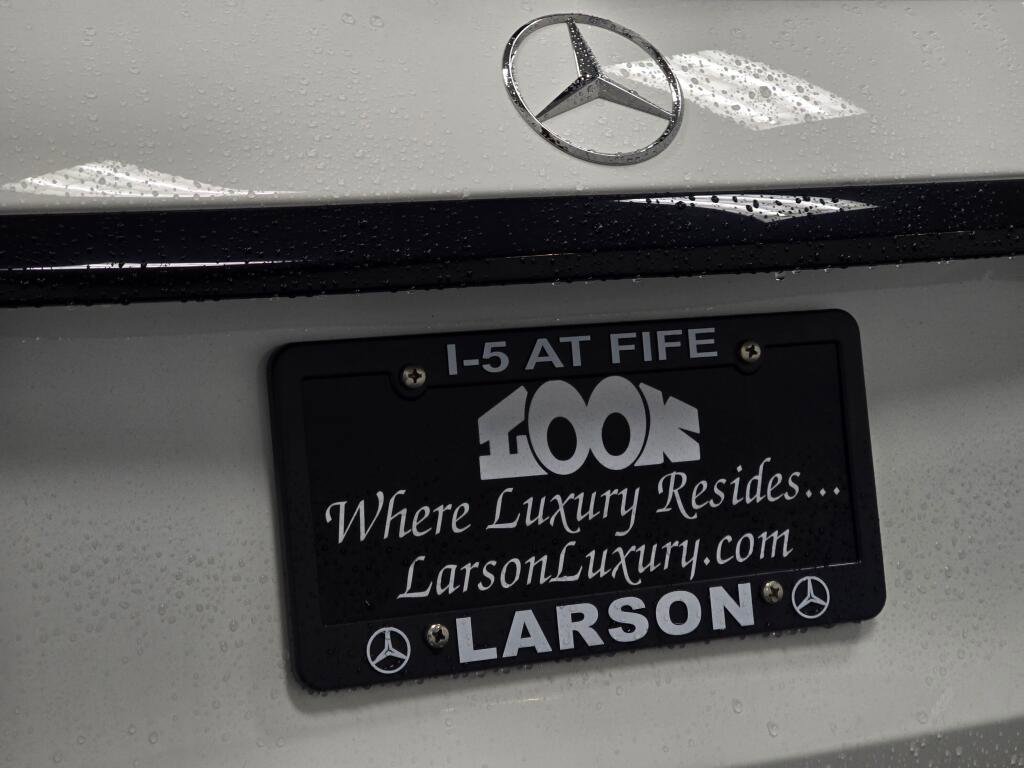 I-5 AT FIFE
LOOK
Where Luxury Resides...
LarsonLuxury.com
LARSON